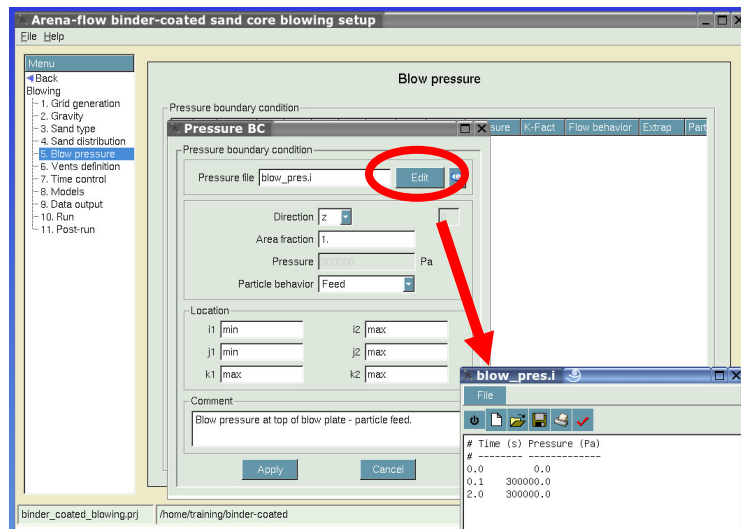 Arena-flow binder-coated sand core blowing setup
File Help
Menu
Back
Blowing
1. Grid generation
2. Gravity
3. Sand type
4. Sand distribution
5. Blow pressure
6. Vents definition
7. Time control
8. Models
9. Data output
10. Run
11. Post-run
Blow pressure
Pressure boundary condition
sure K-Fact Flow behavior Extrap Part
Pressure BC
Pressure boundary condition
Pressure file blow_pres.i Edit
Direction z
Area fraction 1.
Pressure 300000 Pa
Particle behavior Feed
Location
i1 min i2 max
j1 min j2 max
k1 max k2 max
Comment
Blow pressure at top of blow plate - particle feed.
Apply Cancel
blow_pres.i
File
# Time (s) Pressure (Pa)
# -------- -------------
0.0 0.0
0.1 300000.0
2.0 300000.0
binder_coated_blowing.prj /home/training/binder-coated